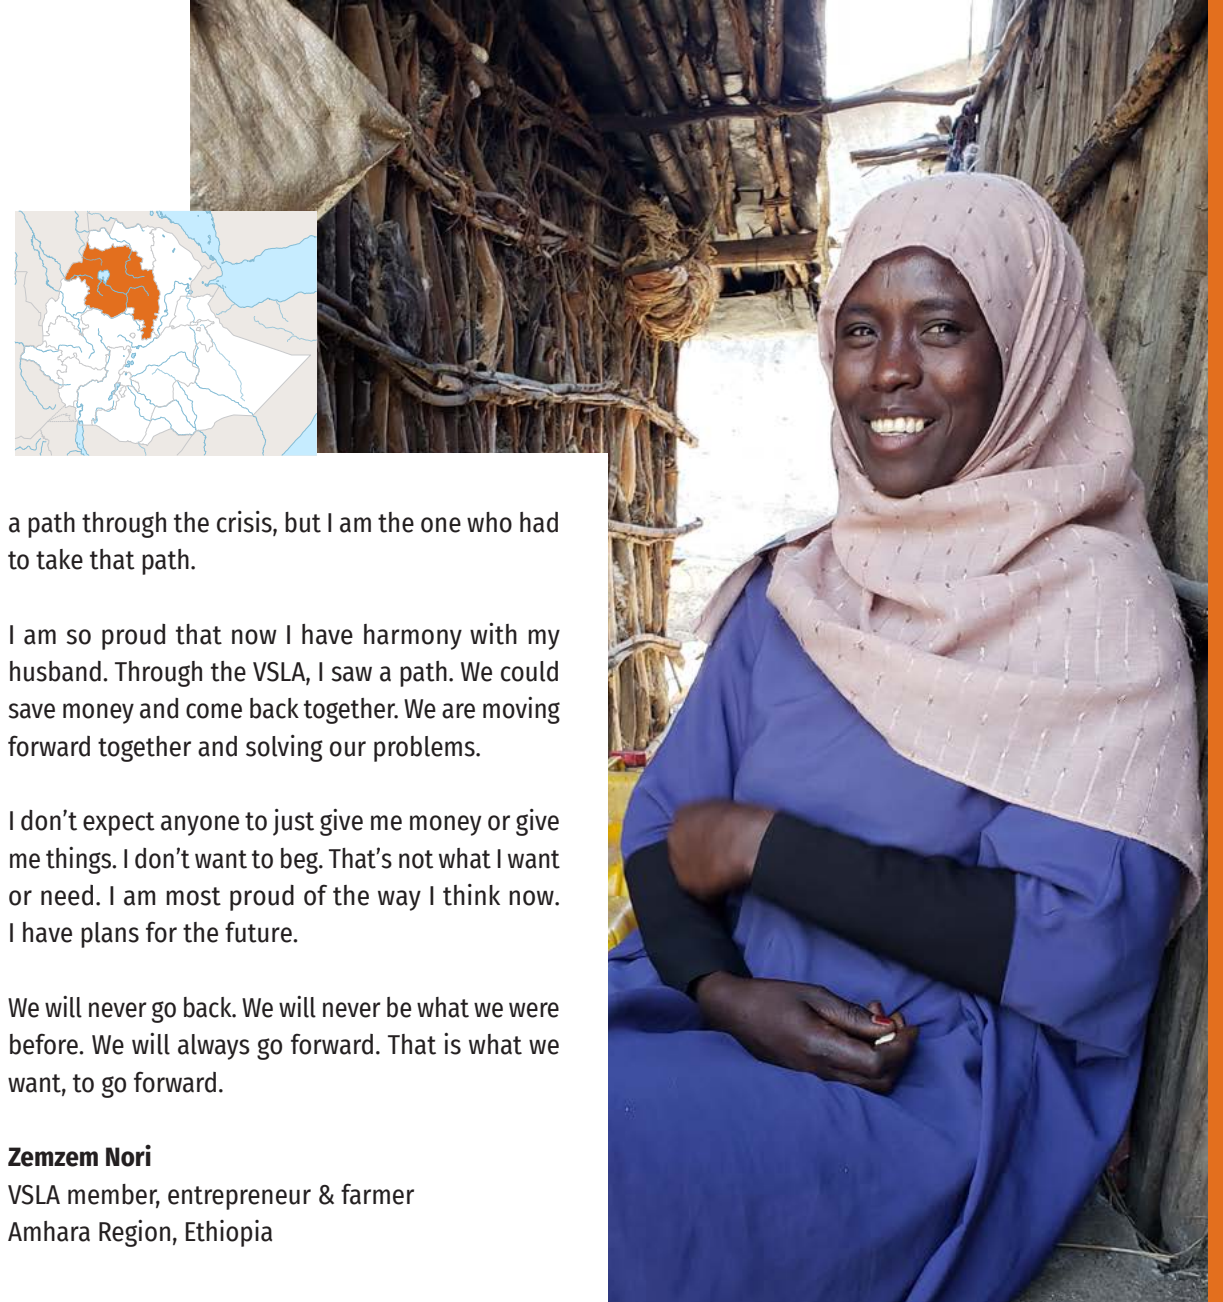 a path through the crisis, but I am the one who had
to take that path.
I am so proud that now I have harmony with my
husband. Through the VSLA, I saw a path. We could
save money and come back together. We are moving
forward together and solving our problems.
I don’t expect anyone to just give me money or give
me things. I don’t want to beg. That’s not what I want
or need. I am most proud of the way I think now.
I have plans for the future.
We will never go back. We will never be what we were
before. We will always go forward. That is what we
want, to go forward.
Zemzem Nori
VSLA member, entrepreneur & farmer
Amhara Region, Ethiopia